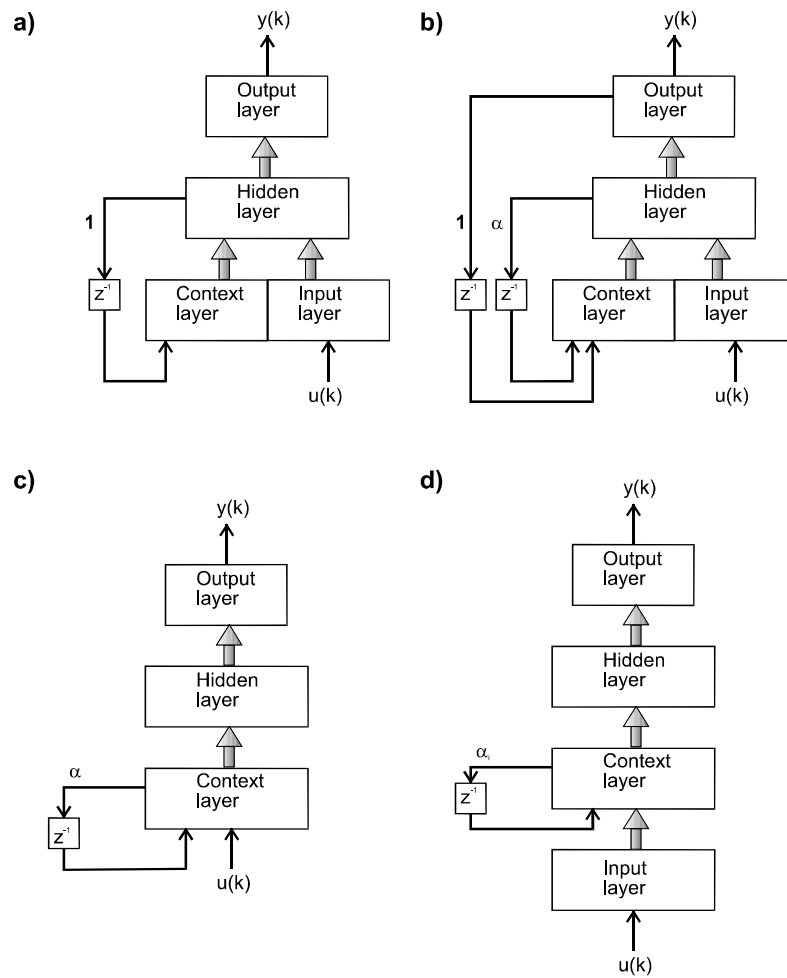 a)
y(k)
Output
layer
Hidden
layer
1
z⁻¹
Context
layer
Input
layer
u(k)
b)
y(k)
Output
layer
Hidden
layer
1
α
z⁻¹
z⁻¹
Context
layer
Input
layer
u(k)
c)
y(k)
Output
layer
Hidden
layer
α
Context
layer
z⁻¹
u(k)
d)
y(k)
Output
layer
Hidden
layer
αᵢ
Context
layer
z⁻¹
Input
layer
u(k)